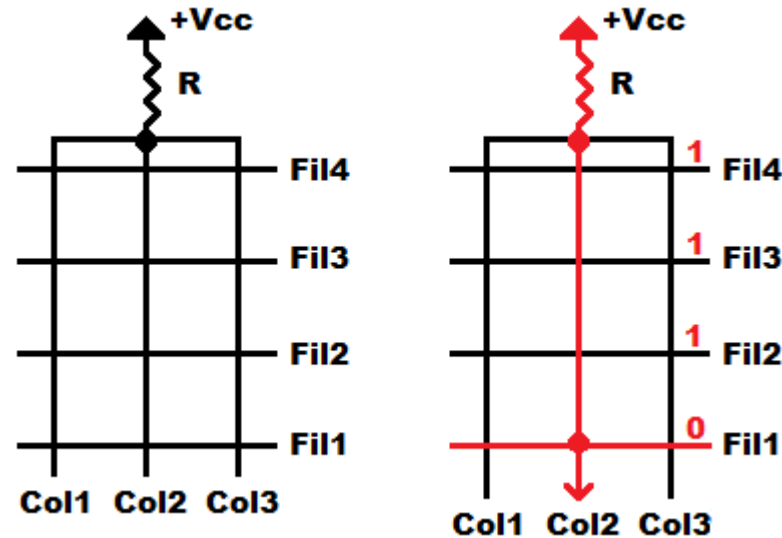 +Vcc
R
Fil4
Fil3
Fil2
Fil1
Col1 Col2 Col3
+Vcc
R
1 Fil4
1 Fil3
1 Fil2
0 Fil1
Col1 Col2 Col3